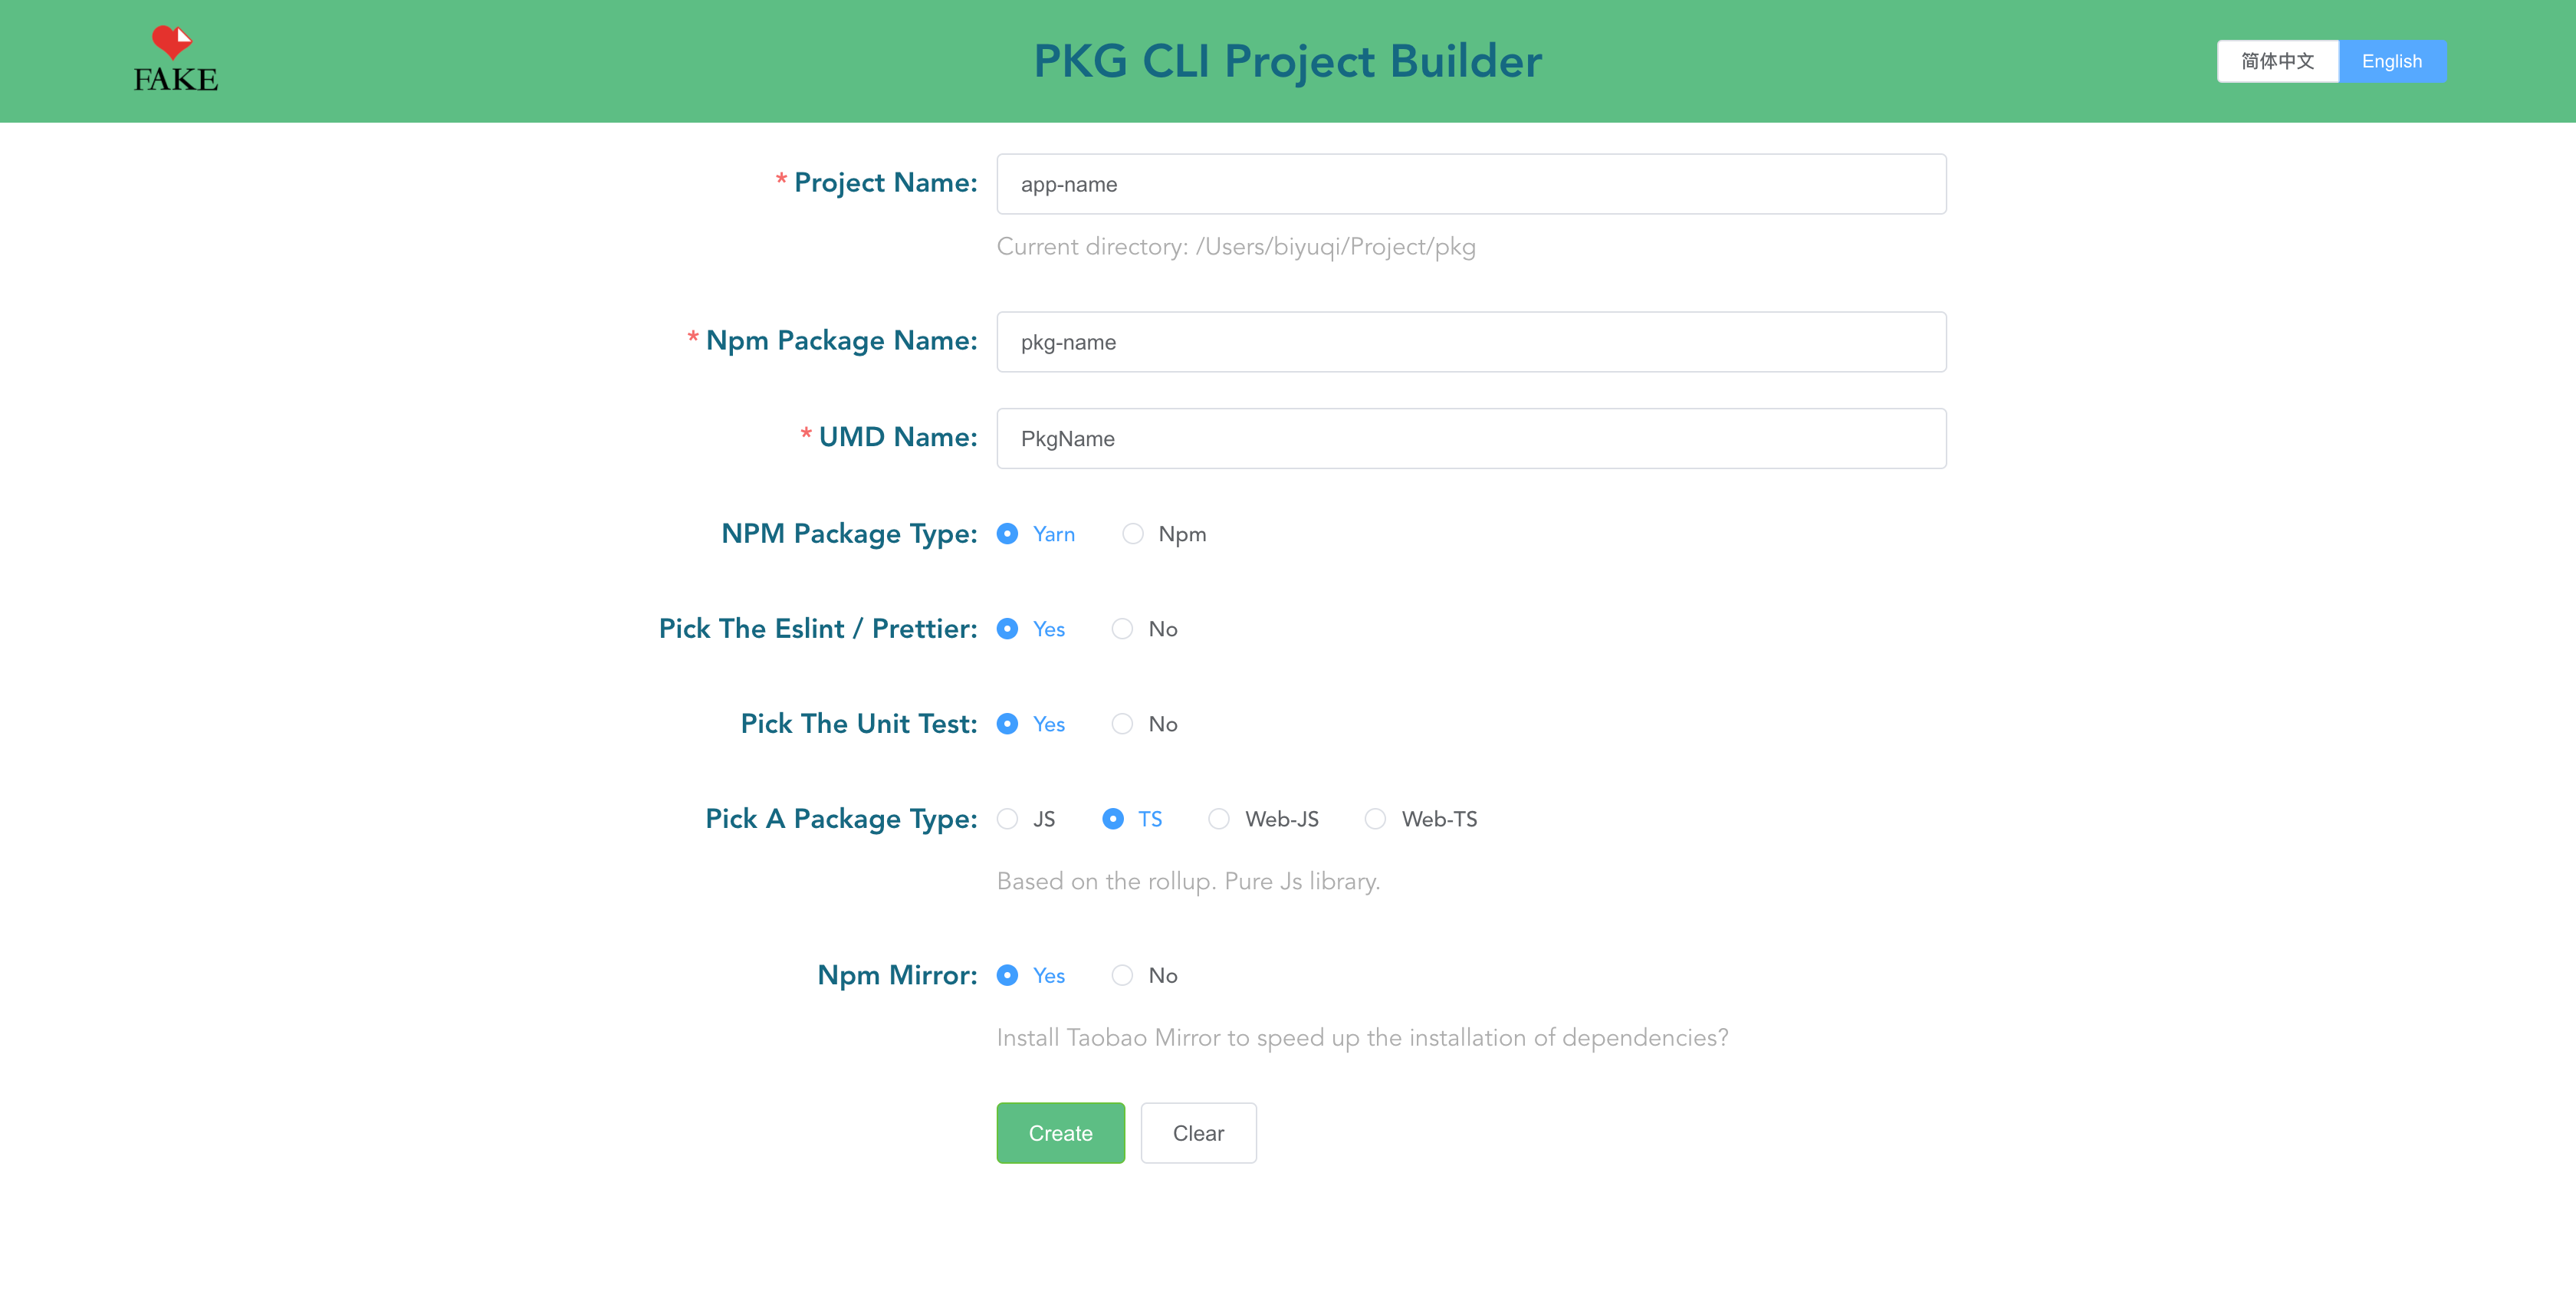 FAKE
PKG CLI Project Builder
简体中文 English
* Project Name: app-name
Current directory: /Users/biyuqi/Project/pkg
* Npm Package Name: pkg-name
* UMD Name: PkgName
NPM Package Type: Yarn Npm
Pick The Eslint / Prettier: Yes No
Pick The Unit Test: Yes No
Pick A Package Type: JS TS Web-JS Web-TS
Based on the rollup. Pure Js library.
Npm Mirror: Yes No
Install Taobao Mirror to speed up the installation of dependencies?
Create Clear